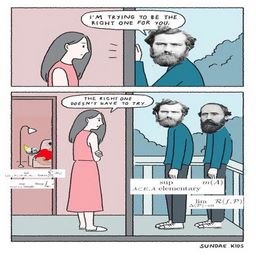 I'M TRYING TO BE THE
RIGHT ONE FOR YOU.
THE RIGHT ONE
DOESN'T HAVE TO TRY.
sup m(A)
A⊂E, A elementary
lim R(f,P)
Δ(P)→0
SUNDAE KIDS